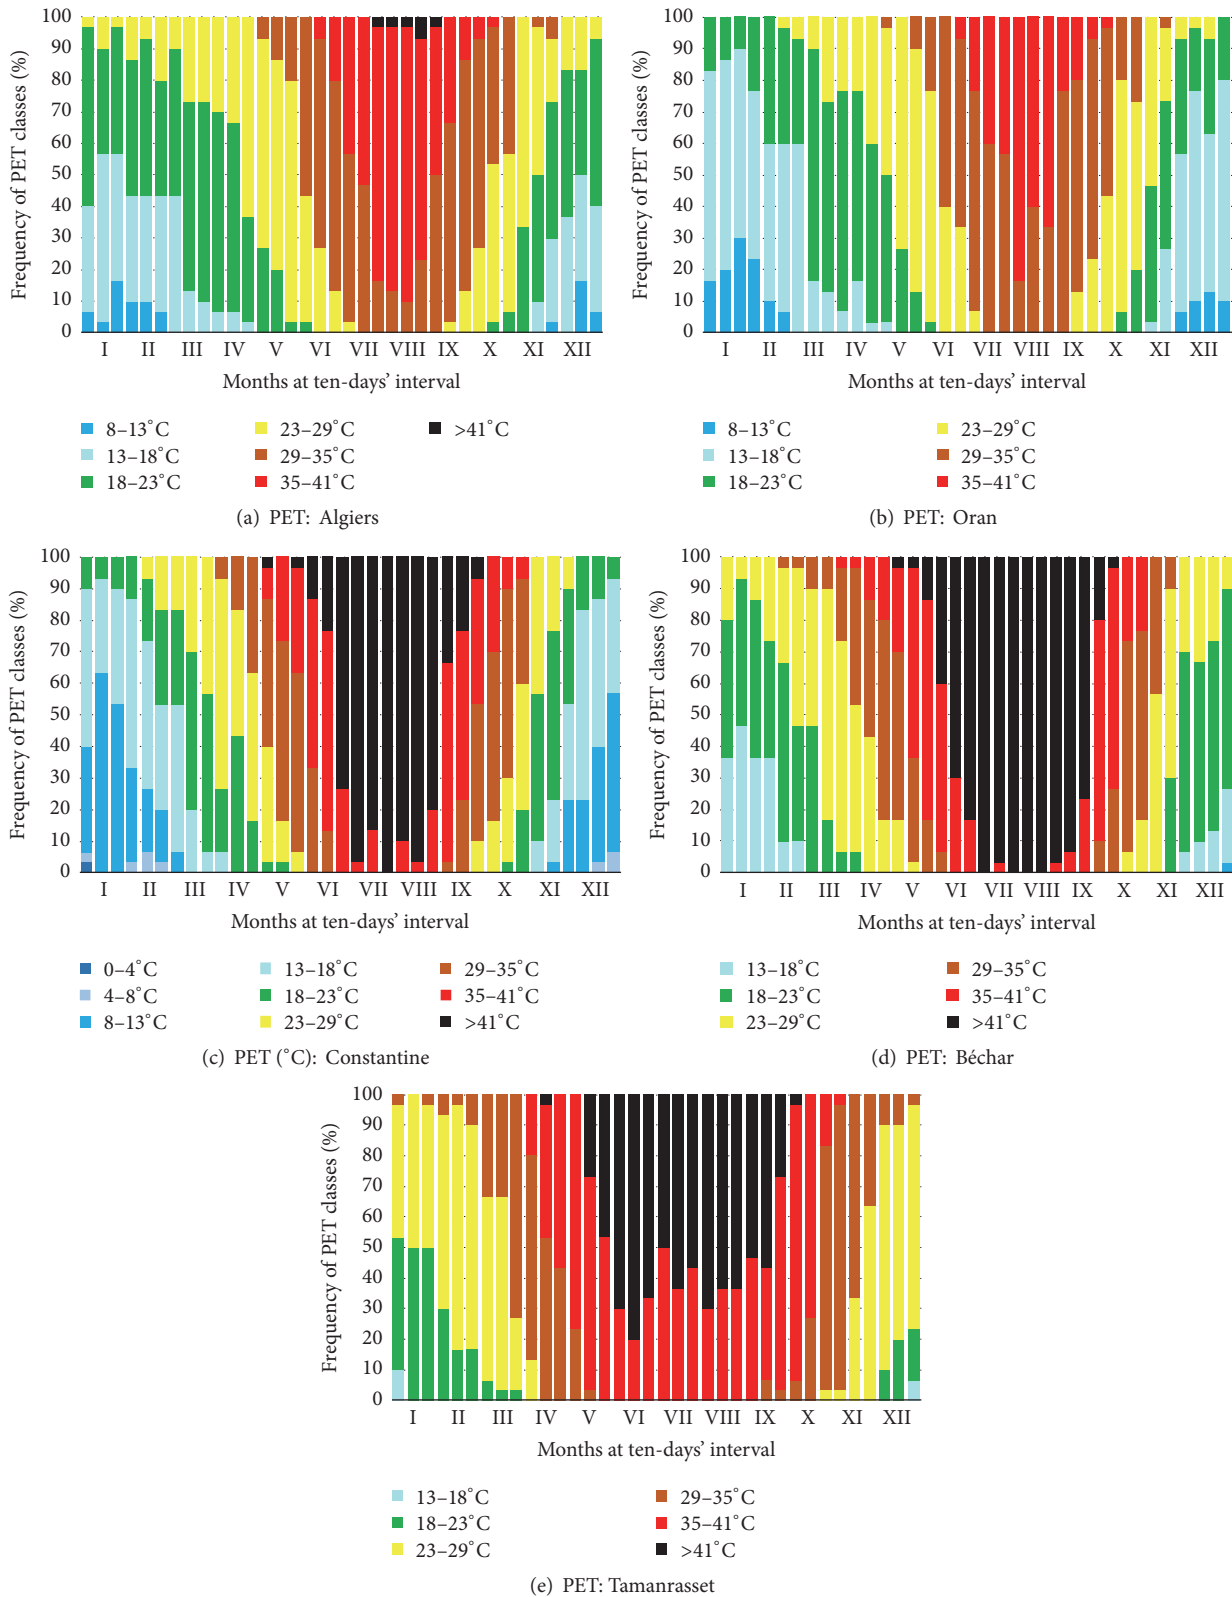 100
90
80
70
60
50
40
30
20
10
0
Frequency of PET classes (%)
I II III IV V VI VII VIII IX X XI XII
Months at ten-days’ interval
8–13°C
13–18°C
18–23°C
23–29°C
29–35°C
35–41°C
>41°C
(a) PET: Algiers
100
90
80
70
60
50
40
30
20
10
0
Frequency of PET classes (%)
I II III IV V VI VII VIII IX X XI XII
Months at ten-days’ interval
8–13°C
13–18°C
18–23°C
23–29°C
29–35°C
35–41°C
(b) PET: Oran
100
90
80
70
60
50
40
30
20
10
0
Frequency of PET classes (%)
I II III IV V VI VII VIII IX X XI XII
Months at ten-days’ interval
0–4°C
4–8°C
8–13°C
13–18°C
18–23°C
23–29°C
29–35°C
35–41°C
>41°C
(c) PET (°C): Constantine
100
90
80
70
60
50
40
30
20
10
0
Frequency of PET classes (%)
I II III IV V VI VII VIII IX X XI XII
Months at ten-days’ interval
13–18°C
18–23°C
23–29°C
29–35°C
35–41°C
>41°C
(d) PET: Béchar
100
90
80
70
60
50
40
30
20
10
0
Frequency of PET classes (%)
I II III IV V VI VII VIII IX X XI XII
Months at ten-days’ interval
13–18°C
18–23°C
23–29°C
29–35°C
35–41°C
>41°C
(e) PET: Tamanrasset